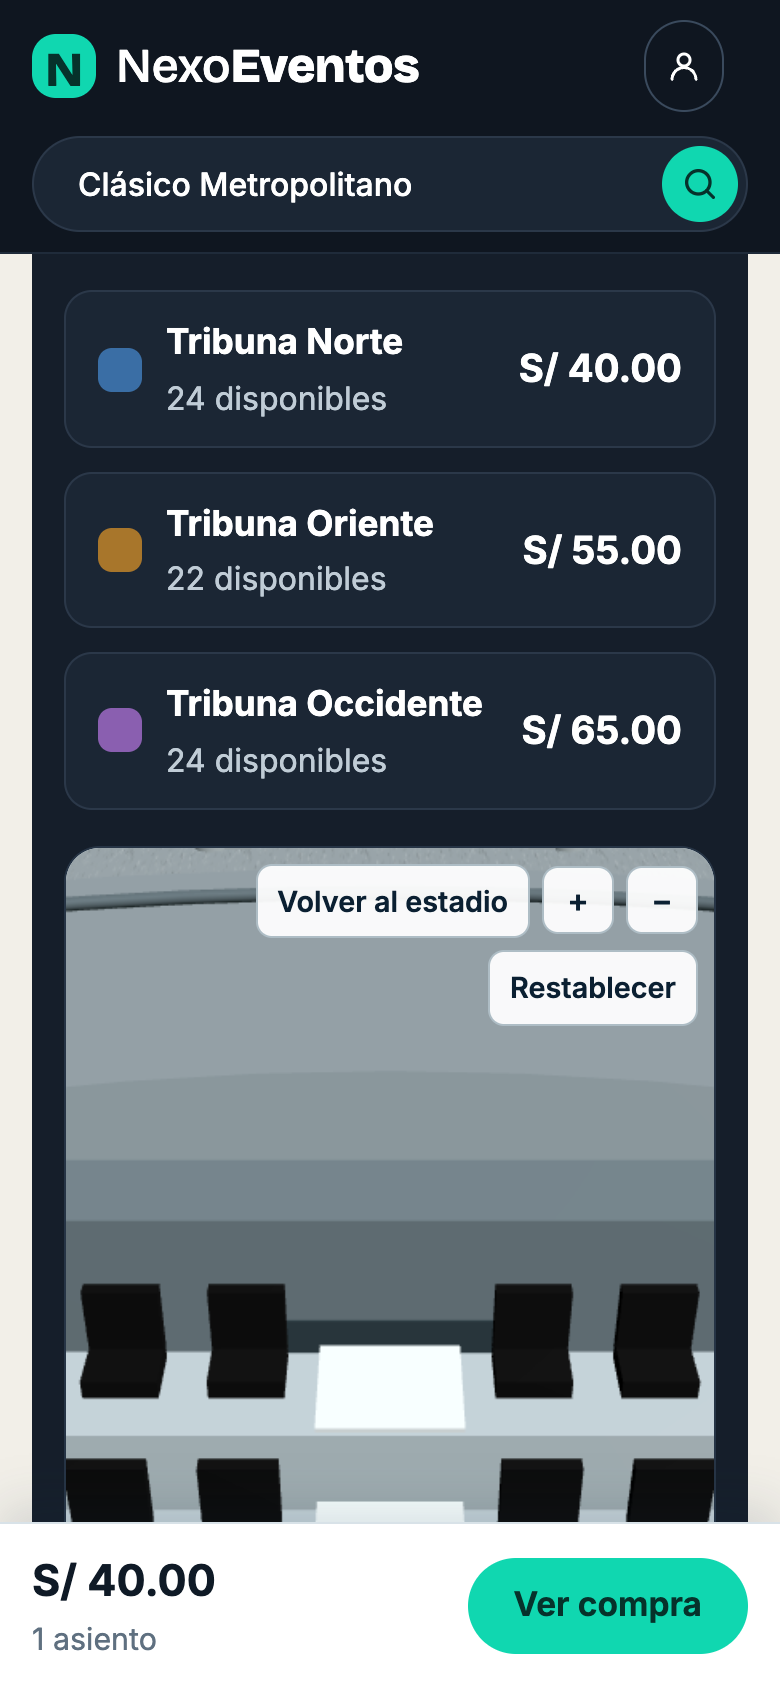 N NexoEventos
Clásico Metropolitano
Tribuna Norte
24 disponibles
S/ 40.00
Tribuna Oriente
22 disponibles
S/ 55.00
Tribuna Occidente
24 disponibles
S/ 65.00
Volver al estadio
+
−
Restablecer
S/ 40.00
1 asiento
Ver compra